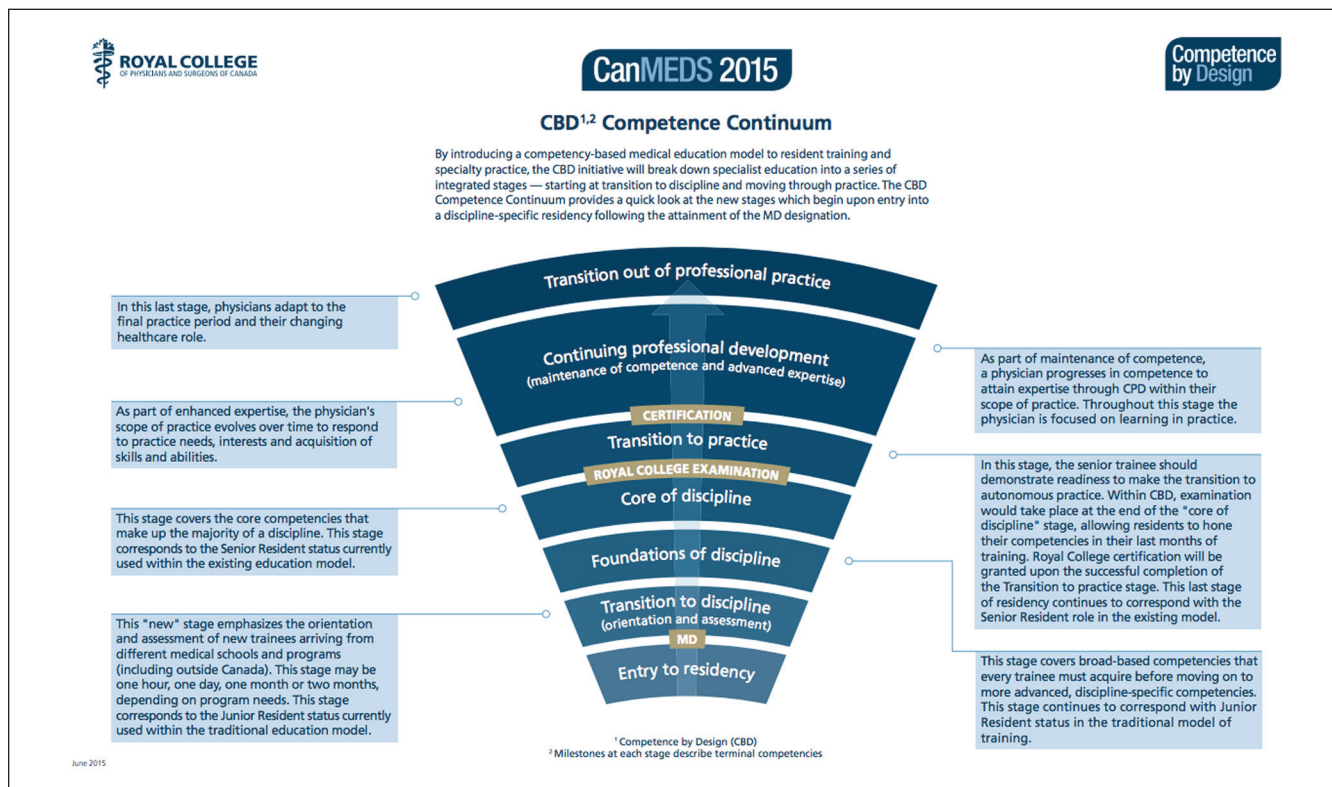 ROYAL COLLEGE
OF PHYSICIANS AND SURGEONS OF CANADA
CanMEDS 2015
Competence
by Design
CBD1,2 Competence Continuum
By introducing a competency-based medical education model to resident training and
specialty practice, the CBD initiative will break down specialist education into a series of
integrated stages — starting at transition to discipline and moving through practice. The CBD
Competence Continuum provides a quick look at the new stages which begin upon entry into
a discipline-specific residency following the attainment of the MD designation.
Transition out of professional practice
Continuing professional development
(maintenance of competence and advanced expertise)
CERTIFICATION
Transition to practice
ROYAL COLLEGE EXAMINATION
Core of discipline
Foundations of discipline
Transition to discipline
(orientation and assessment)
MD
Entry to residency
In this last stage, physicians adapt to the
final practice period and their changing
healthcare role.
As part of enhanced expertise, the physician's
scope of practice evolves over time to respond
to practice needs, interests and acquisition of
skills and abilities.
This stage covers the core competencies that
make up the majority of a discipline. This stage
corresponds to the Senior Resident status currently
used within the existing education model.
This "new" stage emphasizes the orientation
and assessment of new trainees arriving from
different medical schools and programs
(including outside Canada). This stage may be
one hour, one day, one month or two months,
depending on program needs. This stage
corresponds to the Junior Resident status currently
used within the traditional education model.
As part of maintenance of competence,
a physician progresses in competence to
attain expertise through CPD within their
scope of practice. Throughout this stage the
physician is focused on learning in practice.
In this stage, the senior trainee should
demonstrate readiness to make the transition to
autonomous practice. Within CBD, examination
would take place at the end of the "core of
discipline" stage, allowing residents to hone
their competencies in their last months of
training. Royal College certification will be
granted upon the successful completion of
the Transition to practice stage. This last stage
of residency continues to correspond with the
Senior Resident role in the existing model.
This stage covers broad-based competencies that
every trainee must acquire before moving on to
more advanced, discipline-specific competencies.
This stage continues to correspond with Junior
Resident status in the traditional model of
training.
1 Competence by Design (CBD)
2 Milestones at each stage describe terminal competencies
June 2015